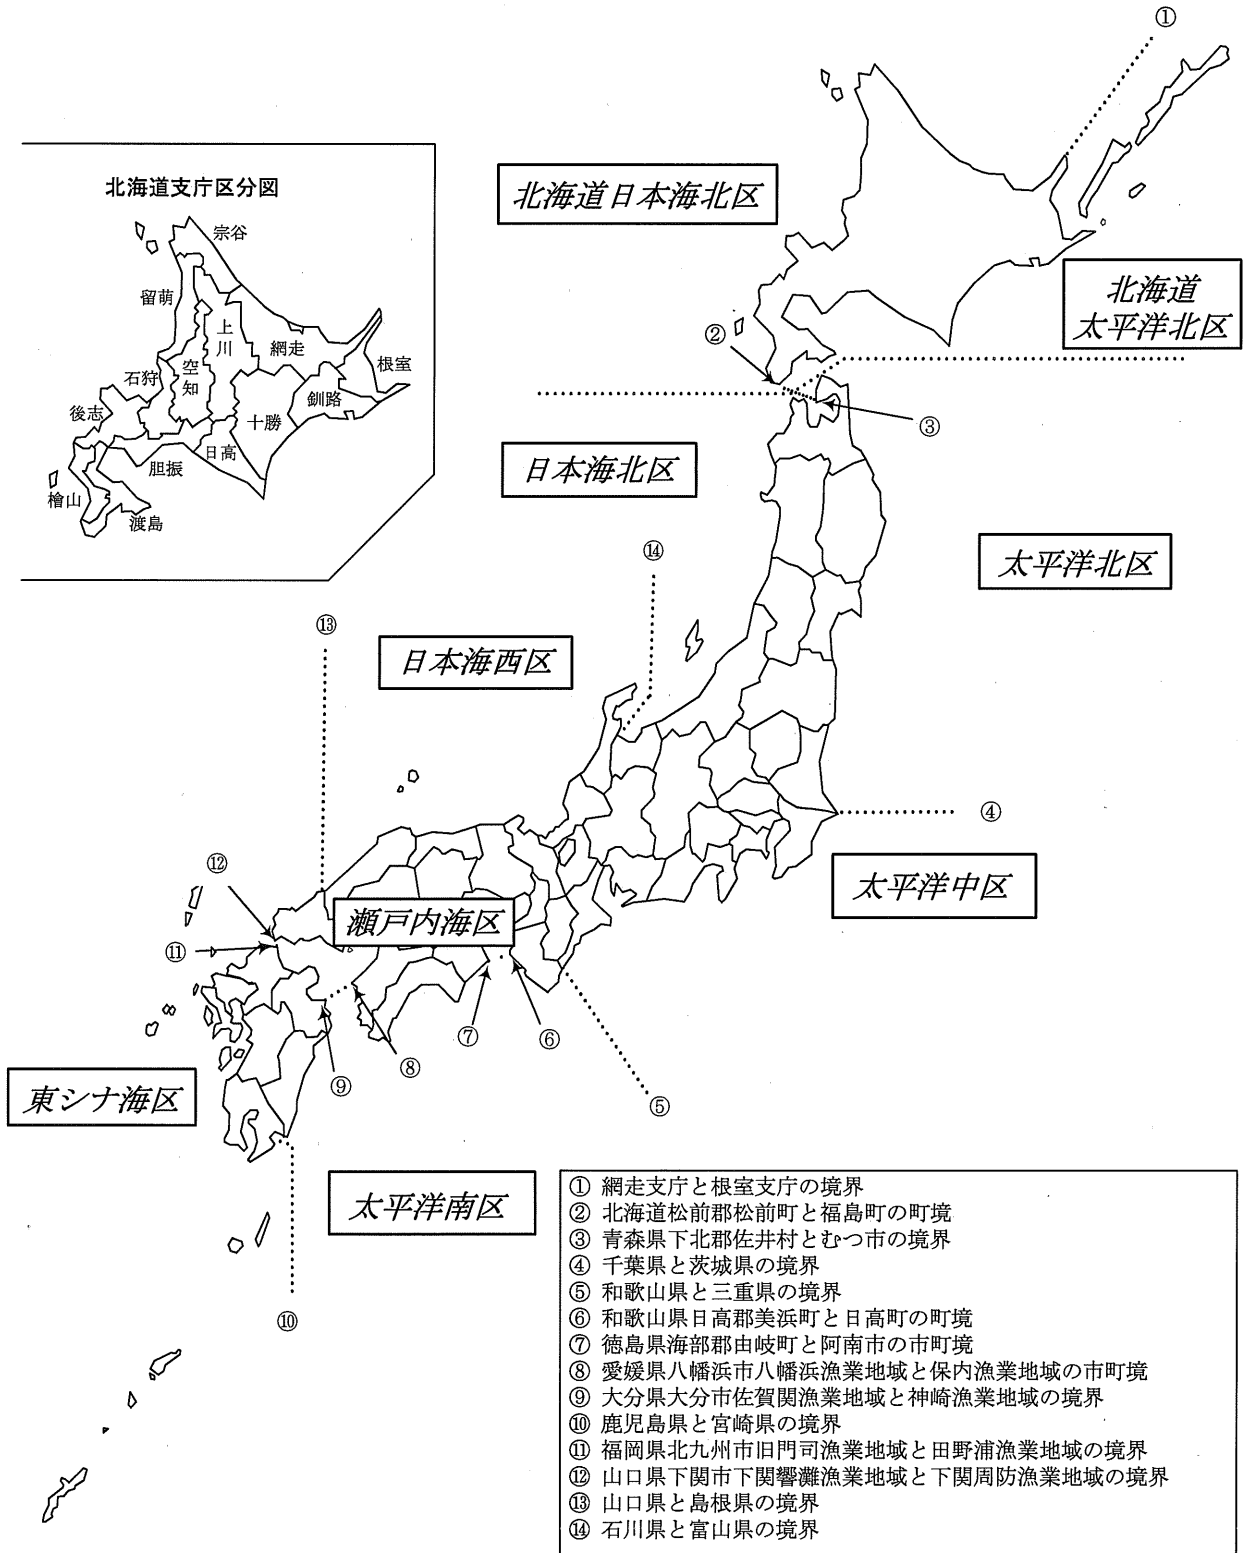 ①
北海道支庁区分図
宗谷
留萌
上川
網走
根室
石狩
空知
釧路
後志
十勝
日高
胆振
檜山
渡島
北海道日本海北区
北海道
太平洋北区
②
③
日本海北区
太平洋北区
⑭
⑬
日本海西区
④
⑫
太平洋中区
瀬戸内海区
⑪
⑦
⑥
⑧
⑨
⑤
東シナ海区
太平洋南区
⑩
① 網走支庁と根室支庁の境界
② 北海道松前郡松前町と福島町の町境
③ 青森県下北郡佐井村とむつ市の境界
④ 千葉県と茨城県の境界
⑤ 和歌山県と三重県の境界
⑥ 和歌山県日高郡美浜町と日高町の町境
⑦ 徳島県海部郡由岐町と阿南市の市町境
⑧ 愛媛県八幡浜市八幡浜漁業地域と保内漁業地域の市町境
⑨ 大分県大分市佐賀関漁業地域と神崎漁業地域の境界
⑩ 鹿児島県と宮崎県の境界
⑪ 福岡県北九州市旧門司漁業地域と田野浦漁業地域の境界
⑫ 山口県下関市下関響灘漁業地域と下関周防漁業地域の境界
⑬ 山口県と島根県の境界
⑭ 石川県と富山県の境界